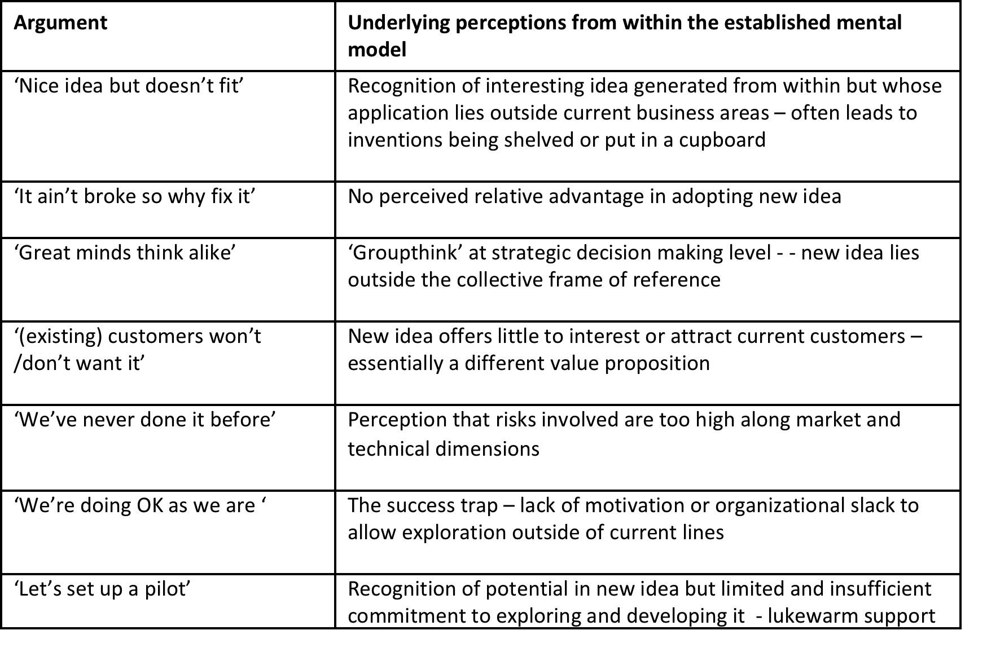 Argument
Underlying perceptions from within the established mental
model
‘Nice idea but doesn’t fit’
Recognition of interesting idea generated from within but whose
application lies outside current business areas – often leads to
inventions being shelved or put in a cupboard
‘It ain’t broke so why fix it’
No perceived relative advantage in adopting new idea
‘Great minds think alike’
‘Groupthink’ at strategic decision making level - - new idea lies
outside the collective frame of reference
‘(existing) customers won’t
/don’t want it’
New idea offers little to interest or attract current customers –
essentially a different value proposition
‘We’ve never done it before’
Perception that risks involved are too high along market and
technical dimensions
‘We’re doing OK as we are ‘
The success trap – lack of motivation or organizational slack to
allow exploration outside of current lines
‘Let’s set up a pilot’
Recognition of potential in new idea but limited and insufficient
commitment to exploring and developing it  - lukewarm support